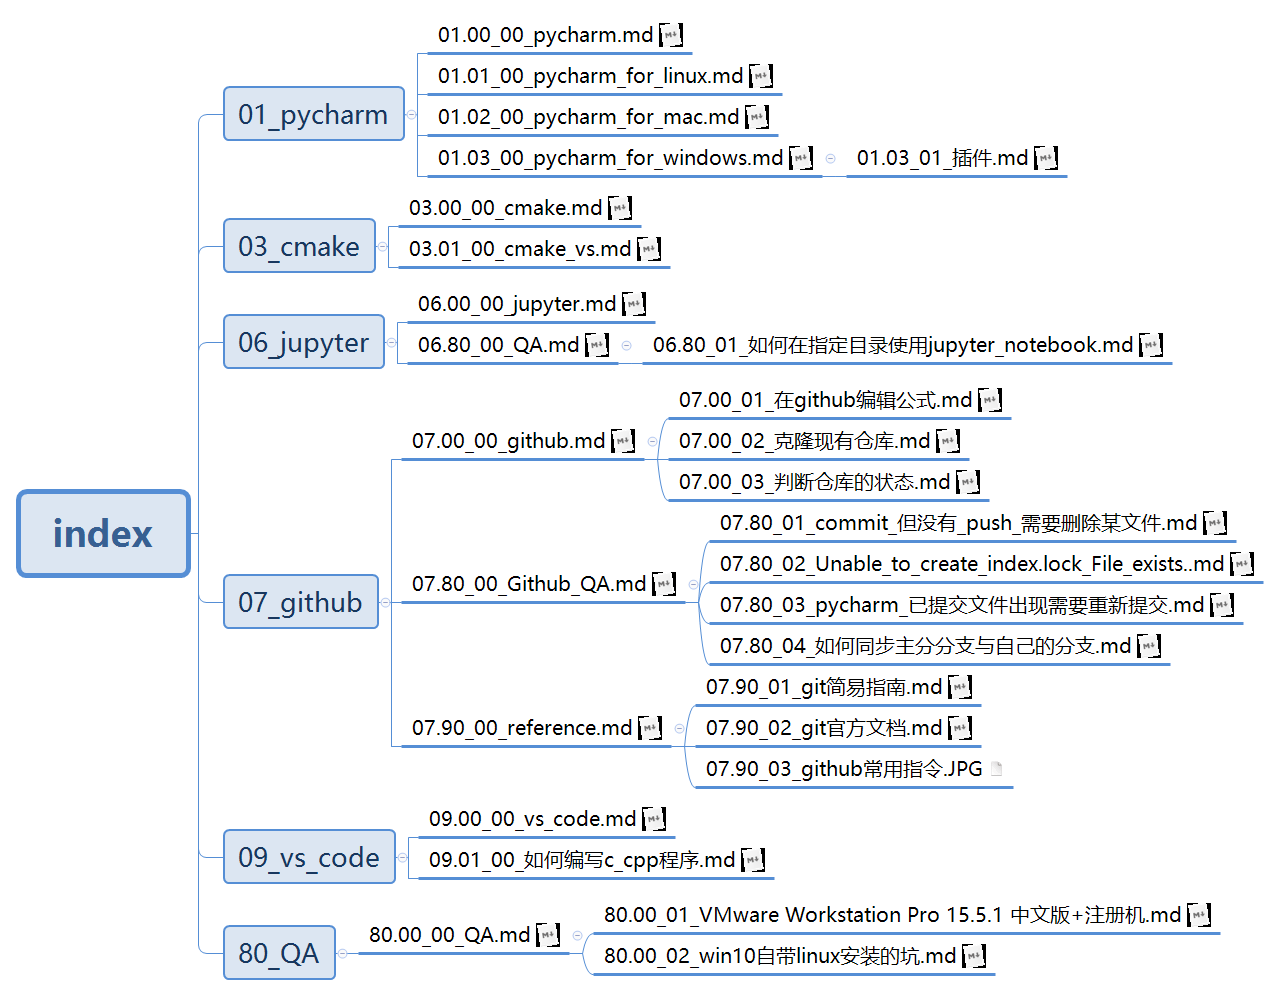 index
01_pycharm
01.00_00_pycharm.md
01.01_00_pycharm_for_linux.md
01.02_00_pycharm_for_mac.md
01.03_00_pycharm_for_windows.md
01.03_01_插件.md
03_cmake
03.00_00_cmake.md
03.01_00_cmake_vs.md
06_jupyter
06.00_00_jupyter.md
06.80_00_QA.md
06.80_01_如何在指定目录使用jupyter_notebook.md
07_github
07.00_00_github.md
07.00_01_在github编辑公式.md
07.00_02_克隆现有仓库.md
07.00_03_判断仓库的状态.md
07.80_00_Github_QA.md
07.80_01_commit_但没有_push_需要删除某文件.md
07.80_02_Unable_to_create_index.lock_File_exists..md
07.80_03_pycharm_已提交文件出现需要重新提交.md
07.80_04_如何同步主分分支与自己的分支.md
07.90_00_reference.md
07.90_01_git简易指南.md
07.90_02_git官方文档.md
07.90_03_github常用指令.JPG
09_vs_code
09.00_00_vs_code.md
09.01_00_如何编写c_cpp程序.md
80_QA
80.00_00_QA.md
80.00_01_VMware Workstation Pro 15.5.1 中文版+注册机.md
80.00_02_win10自带linux安装的坑.md